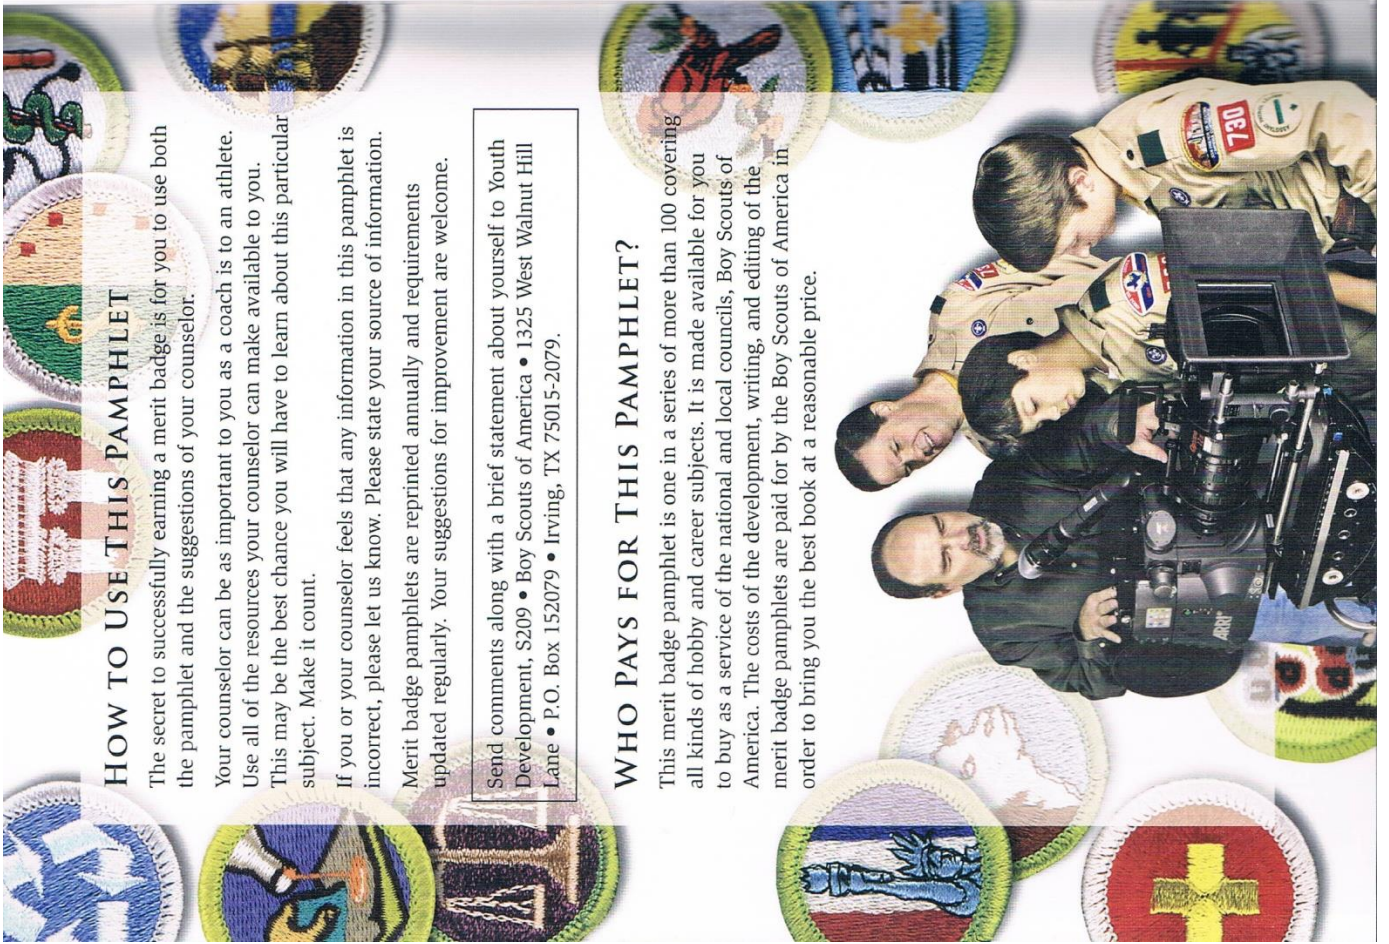 HOW TO USE THIS PAMPHLET
The secret to successfully earning a merit badge is for you to use both
the pamphlet and the suggestions of your counselor.
Your counselor can be as important to you as a coach is to an athlete.
Use all of the resources your counselor can make available to you.
This may be the best chance you will have to learn about this particular
subject. Make it count.
If you or your counselor feels that any information in this pamphlet is
incorrect, please let us know. Please state your source of information.
Merit badge pamphlets are reprinted annually and requirements
updated regularly. Your suggestions for improvement are welcome.
Send comments along with a brief statement about yourself to Youth
Development, S209 • Boy Scouts of America • 1325 West Walnut Hill
Lane • P.O. Box 152079 • Irving, TX 75015-2079.
WHO PAYS FOR THIS PAMPHLET?
This merit badge pamphlet is one in a series of more than 100 covering
all kinds of hobby and career subjects. It is made available for you
to buy as a service of the national and local councils, Boy Scouts of
America. The costs of the development, writing, and editing of the
merit badge pamphlets are paid for by the Boy Scouts of America in
order to bring you the best book at a reasonable price.
730
ARRI